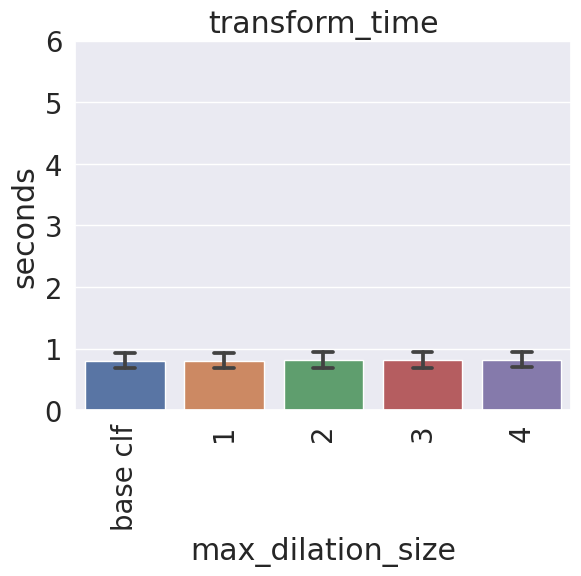 transform_time
6
5
4
3
2
1
0
seconds
base clf
1
2
3
4
max_dilation_size